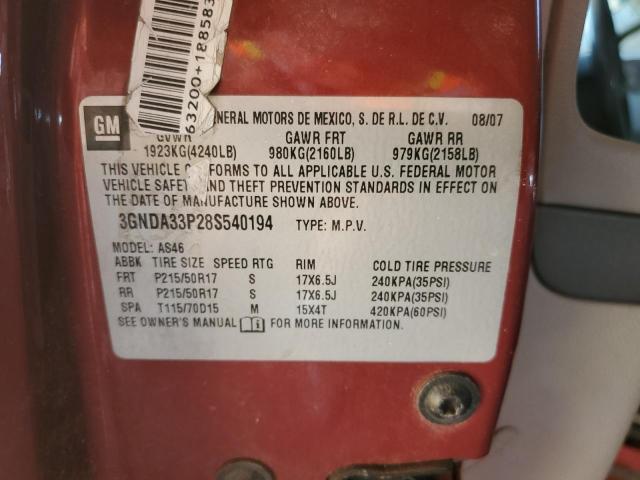 63200+188583
GM
ENERAL MOTORS DE MEXICO, S. DE R.L. DE C.V. 08/07
GVWR GAWR FRT GAWR RR
1923KG(4240LB) 980KG(2160LB) 979KG(2158LB)
THIS VEHICLE CONFORMS TO ALL APPLICABLE U.S. FEDERAL MOTOR
VEHICLE SAFETY AND THEFT PREVENTION STANDARDS IN EFFECT ON
THE DATE OF MANUFACTURE SHOWN ABOVE.
3GNDA33P28S540194 TYPE: M.P.V.
MODEL: AS46
ABBK TIRE SIZE SPEED RTG RIM COLD TIRE PRESSURE
FRT P215/50R17 S 17X6.5J 240KPA(35PSI)
RR P215/50R17 S 17X6.5J 240KPA(35PSI)
SPA T115/70D15 M 15X4T 420KPA(60PSI)
SEE OWNER'S MANUAL FOR MORE INFORMATION.